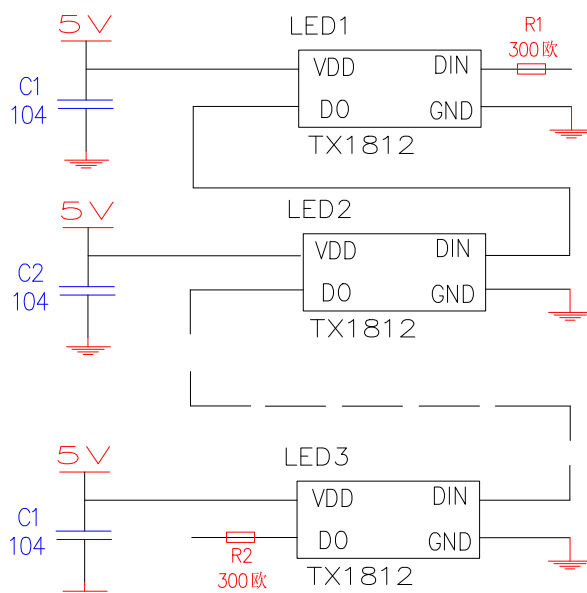 5V
LED1
R1
300欧
VDD
DIN
C1
104
DO
GND
TX1812
5V
LED2
VDD
DIN
C2
104
DO
GND
TX1812
5V
LED3
VDD
DIN
C1
104
DO
GND
R2
300欧
TX1812